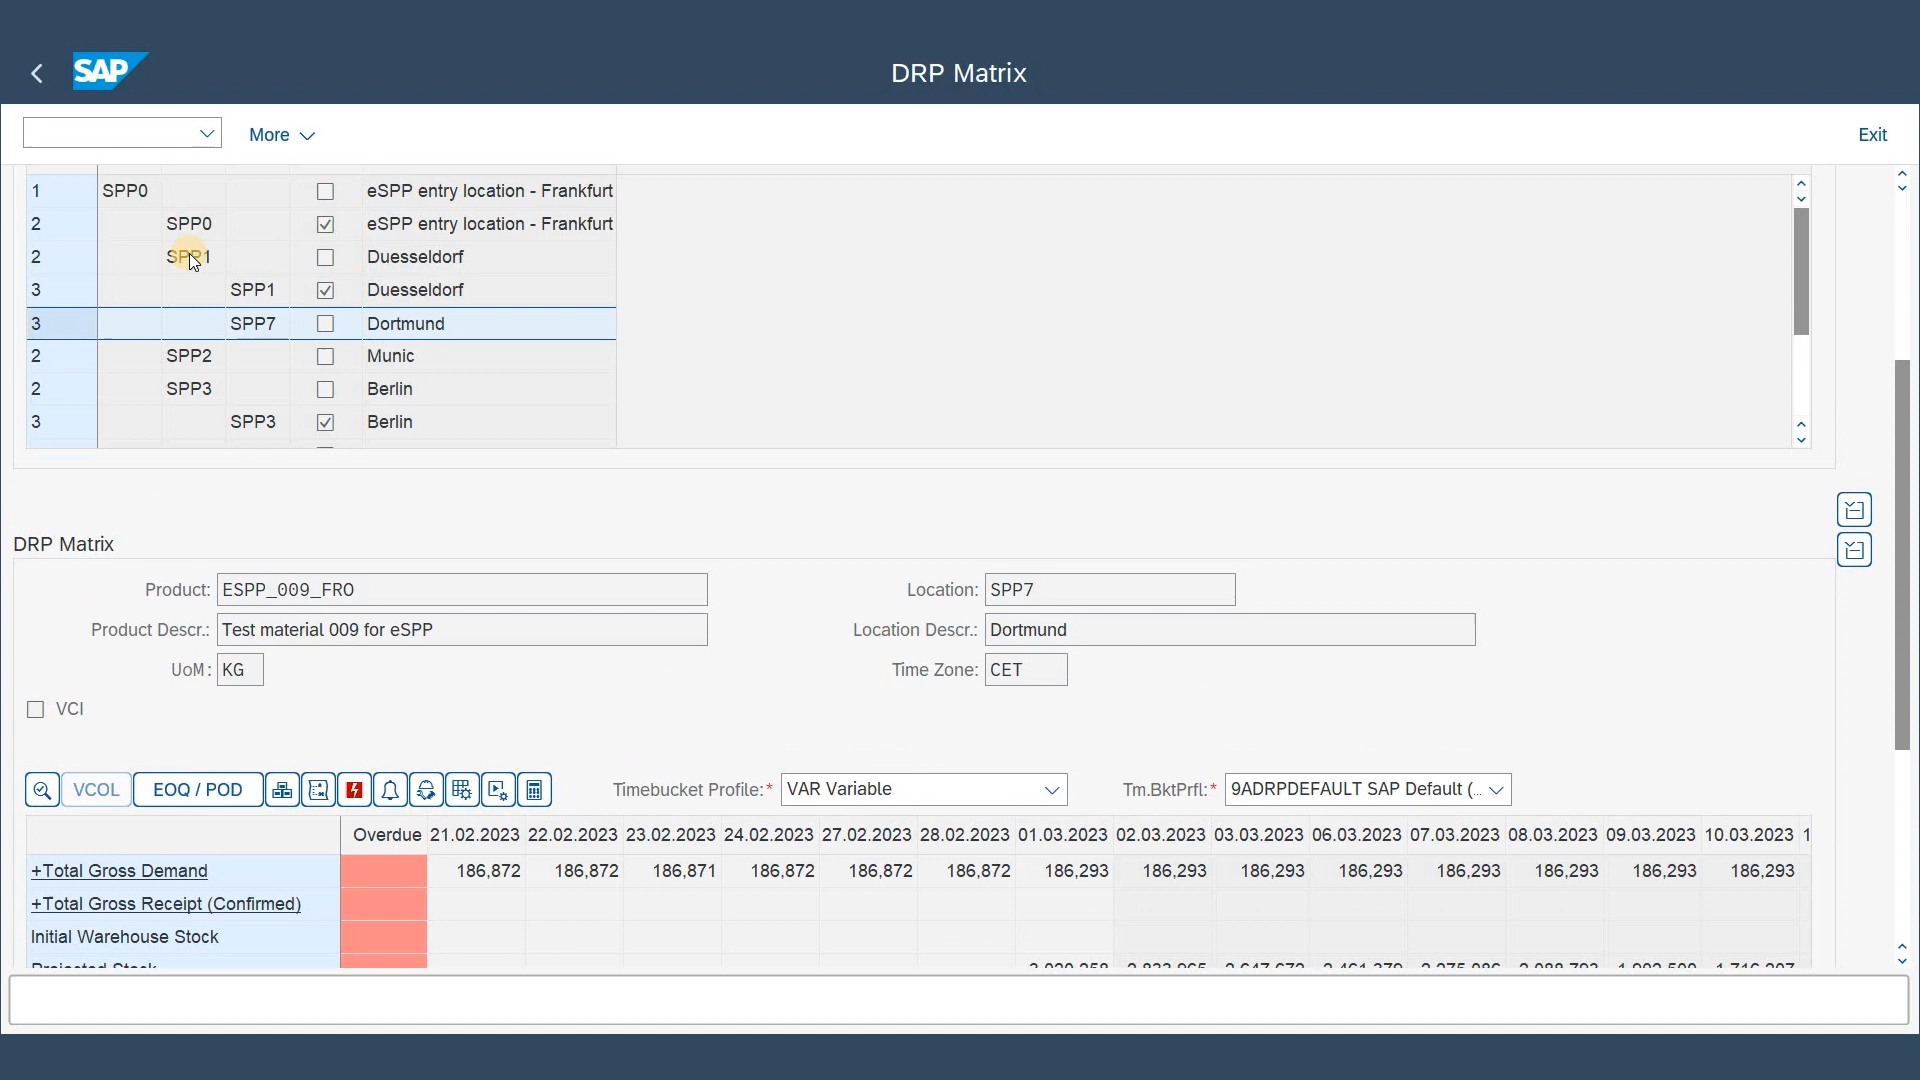 SAP
DRP Matrix
More
Exit
1 SPP0 eSPP entry location - Frankfurt
2 SPP0 eSPP entry location - Frankfurt
2 SPP1 Duesseldorf
3 SPP1 Duesseldorf
3 SPP7 Dortmund
2 SPP2 Munic
2 SPP3 Berlin
3 SPP3 Berlin
DRP Matrix
Product: ESPP_009_FRO Location: SPP7
Product Descr.: Test material 009 for eSPP Location Descr.: Dortmund
UoM: KG Time Zone: CET
VCI
VCOL EOQ / POD Timebucket Profile:* VAR Variable Tm.BktPrfl:* 9ADRPDEFAULT SAP Default (...
Overdue 21.02.2023 22.02.2023 23.02.2023 24.02.2023 27.02.2023 28.02.2023 01.03.2023 02.03.2023 03.03.2023 06.03.2023 07.03.2023 08.03.2023 09.03.2023 10.03.2023 1
+Total Gross Demand 186,872 186,872 186,871 186,872 186,872 186,872 186,293 186,293 186,293 186,293 186,293 186,293 186,293 186,293
+Total Gross Receipt (Confirmed)
Initial Warehouse Stock
Projected Stock